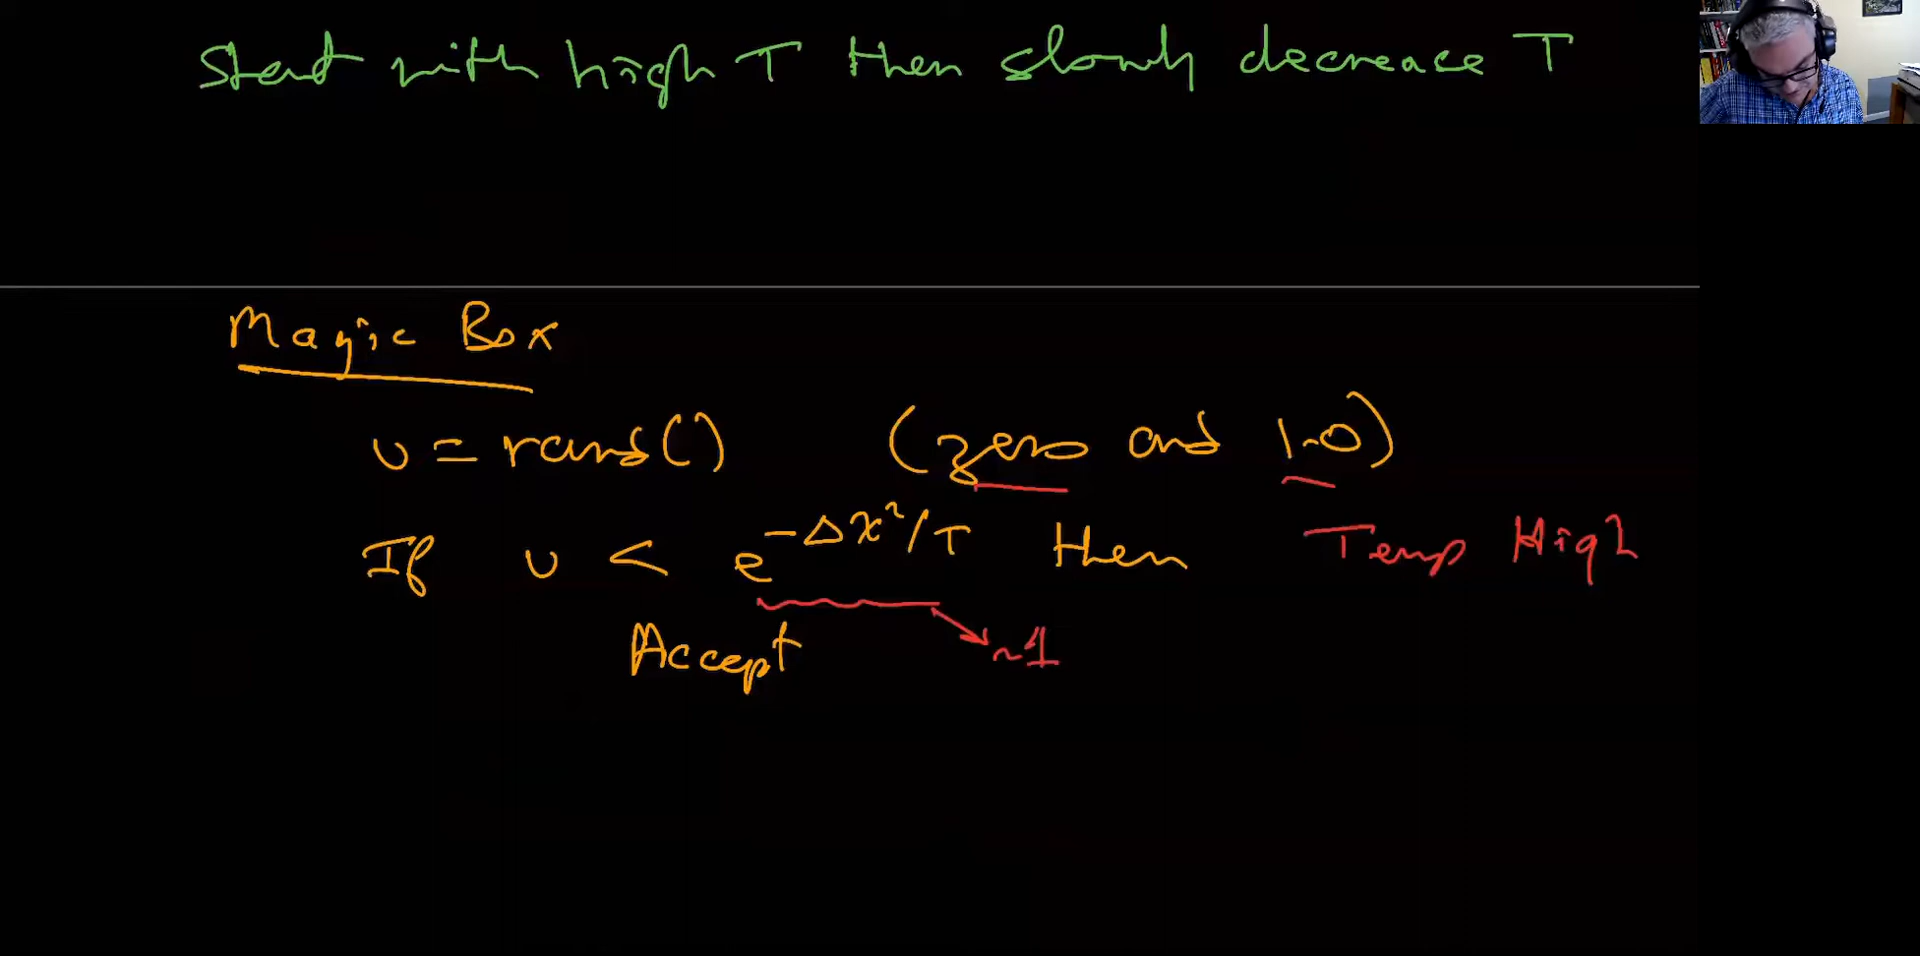 Start with high T then slowly decrease T
Magic Box
u = rand() (zero and 1.0)
If u < e^{-Δχ²/T} then Temp High
Accept ~1